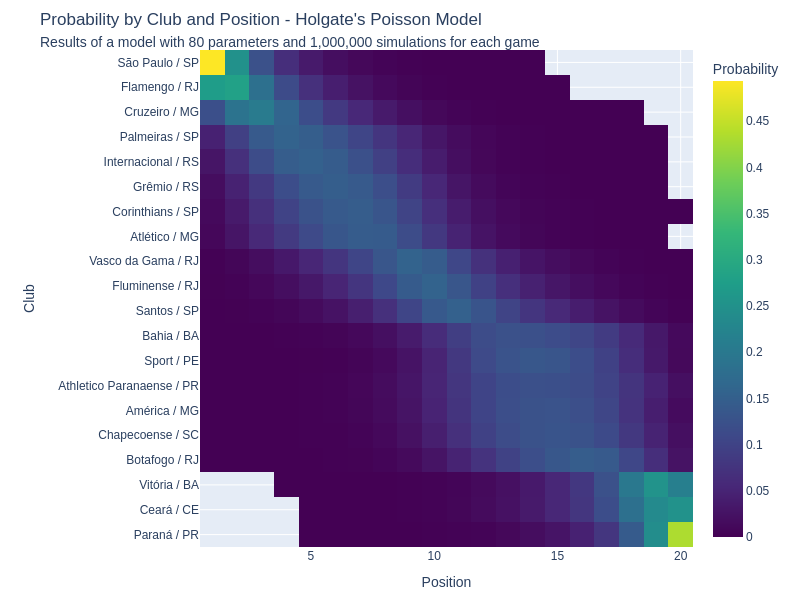 Probability by Club and Position - Holgate's Poisson Model
Results of a model with 80 parameters and 1,000,000 simulations for each game
Probability
São Paulo / SP
Flamengo / RJ
Cruzeiro / MG
Palmeiras / SP
Internacional / RS
Grêmio / RS
Corinthians / SP
Atlético / MG
Vasco da Gama / RJ
Fluminense / RJ
Santos / SP
Bahia / BA
Sport / PE
Athletico Paranaense / PR
América / MG
Chapecoense / SC
Botafogo / RJ
Vitória / BA
Ceará / CE
Paraná / PR
Club
5
10
15
20
Position
0.45
0.4
0.35
0.3
0.25
0.2
0.15
0.1
0.05
0